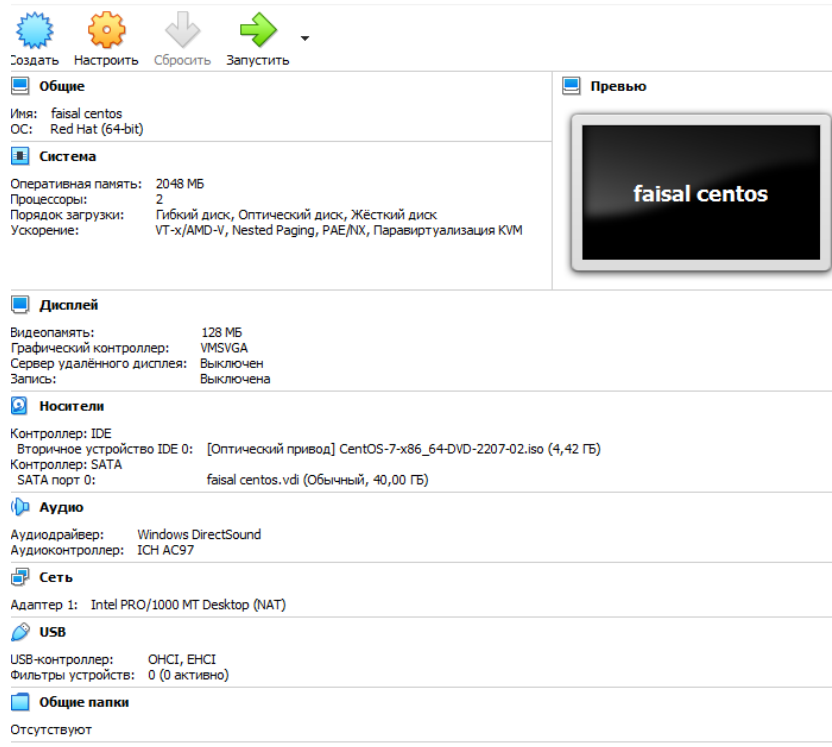 Создать Настроить Сбросить Запустить
Общие
Имя: faisal centos
ОС: Red Hat (64-bit)
Система
Оперативная память: 2048 МБ
Процессоры: 2
Порядок загрузки: Гибкий диск, Оптический диск, Жёсткий диск
Ускорение: VT-x/AMD-V, Nested Paging, PAE/NX, Паравиртуализация KVM
Превью
faisal centos
Дисплей
Видеопамять: 128 МБ
Графический контроллер: VMSVGA
Сервер удалённого дисплея: Выключен
Запись: Выключена
Носители
Контроллер: IDE
Вторичное устройство IDE 0: [Оптический привод] CentOS-7-x86_64-DVD-2207-02.iso (4,42 ГБ)
Контроллер: SATA
SATA порт 0: faisal centos.vdi (Обычный, 40,00 ГБ)
Аудио
Аудиодрайвер: Windows DirectSound
Аудиоконтроллер: ICH AC97
Сеть
Адаптер 1: Intel PRO/1000 MT Desktop (NAT)
USB
USB-контроллер: OHCI, EHCI
Фильтры устройств: 0 (0 активно)
Общие папки
Отсутствуют